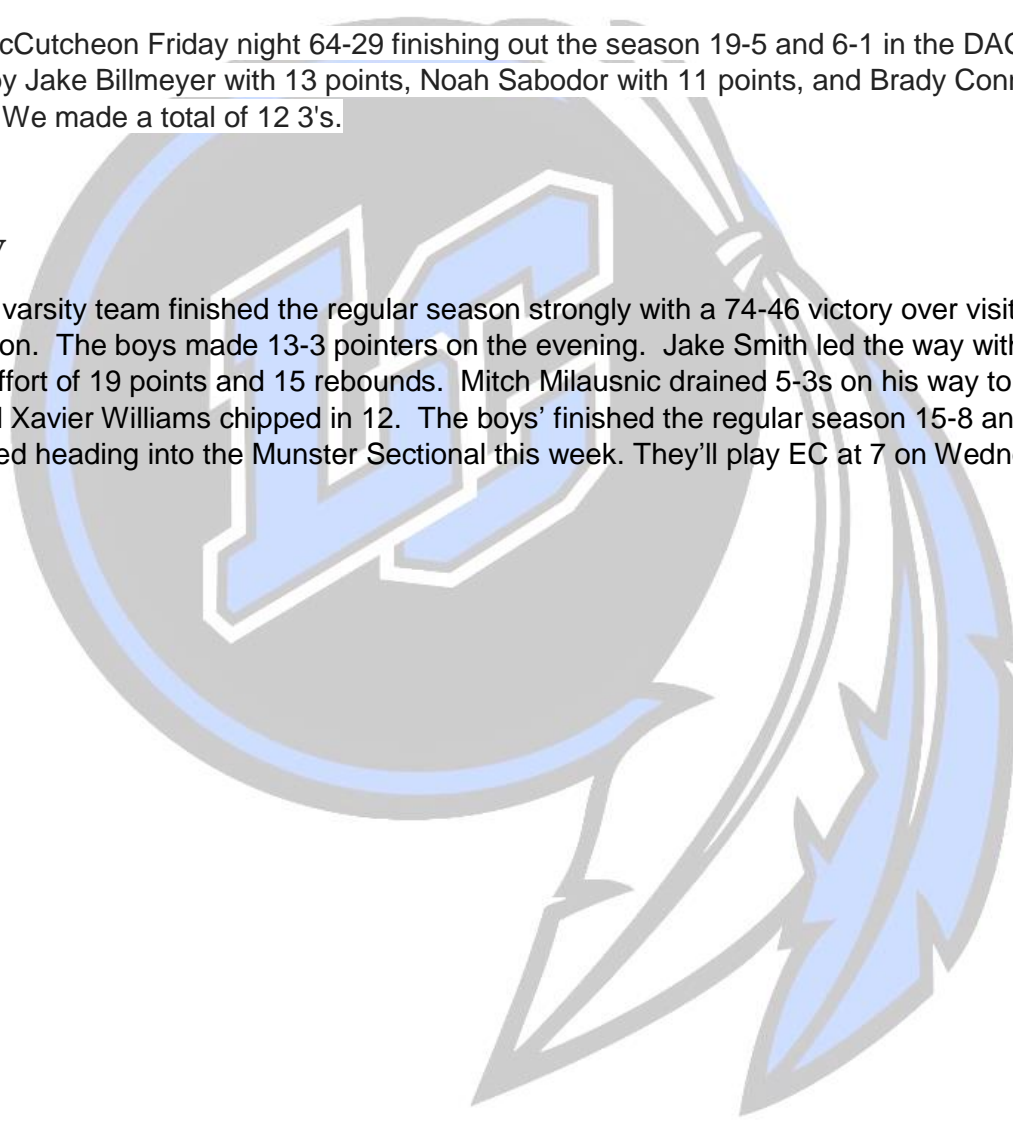 cCutcheon Friday night 64-29 finishing out the season 19-5 and 6-1 in the DAC
by Jake Billmeyer with 13 points, Noah Sabodor with 11 points, and Brady Conn
We made a total of 12 3's.
y
varsity team finished the regular season strongly with a 74-46 victory over visit
on. The boys made 13-3 pointers on the evening. Jake Smith led the way with
ffort of 19 points and 15 rebounds. Mitch Milausnic drained 5-3s on his way to
l Xavier Williams chipped in 12. The boys’ finished the regular season 15-8 an
ed heading into the Munster Sectional this week. They’ll play EC at 7 on Wedne
LC